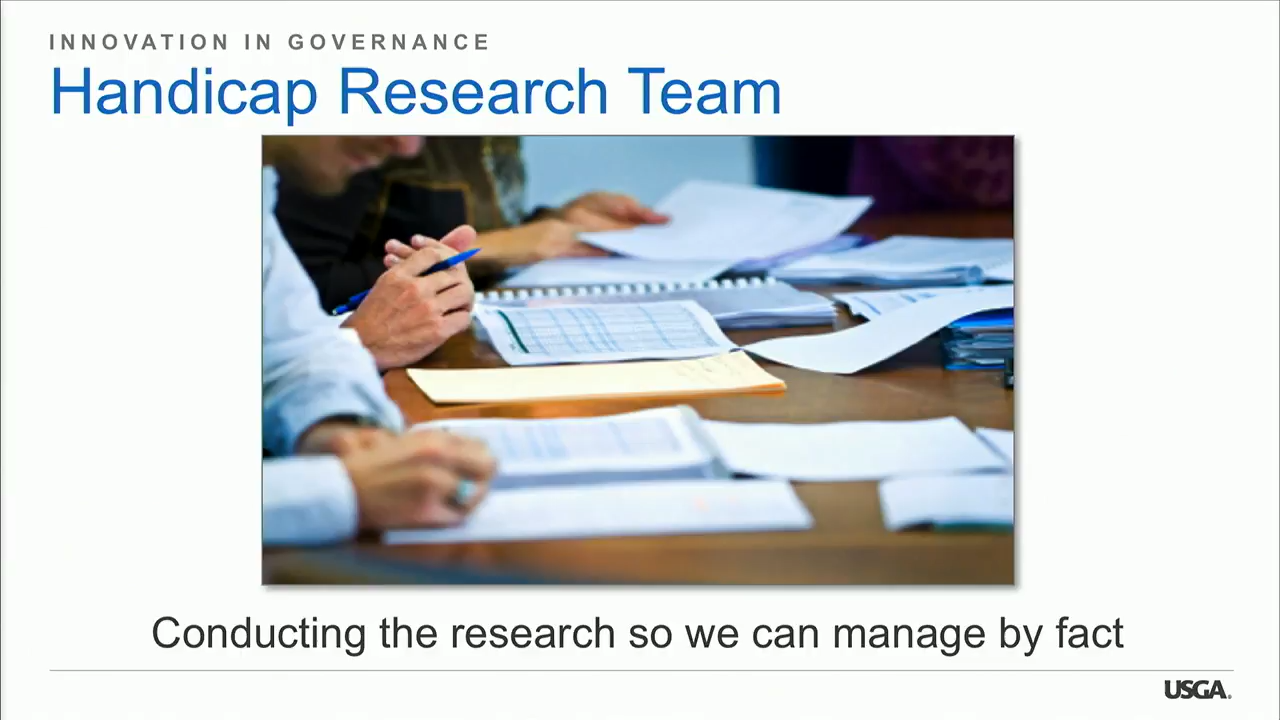 INNOVATION IN GOVERNANCE
Handicap Research Team
Conducting the research so we can manage by fact
USGA.